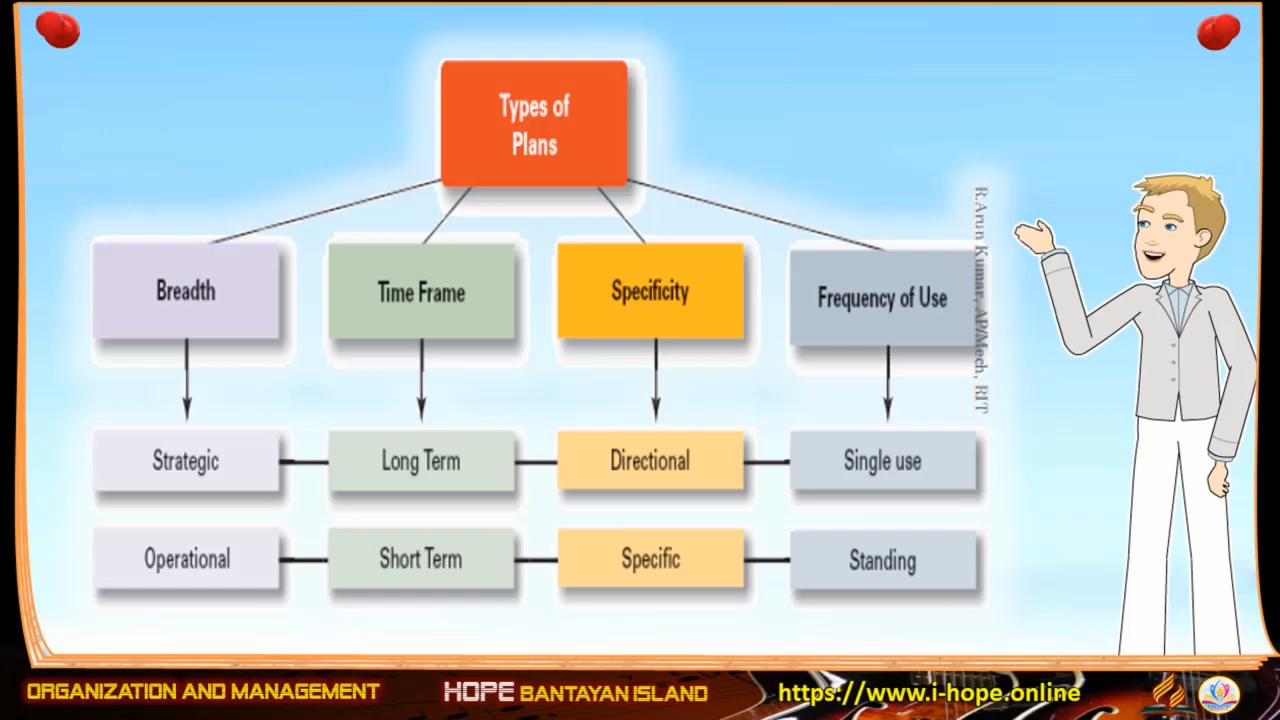 Types of
Plans
Breadth
Time Frame
Specificity
Frequency of Use
R.Arun Kumar, AP/Mech, RIT
Strategic
Long Term
Directional
Single use
Operational
Short Term
Specific
Standing
ORGANIZATION AND MANAGEMENT
HOPE BANTAYAN ISLAND
https://www.i-hope.online